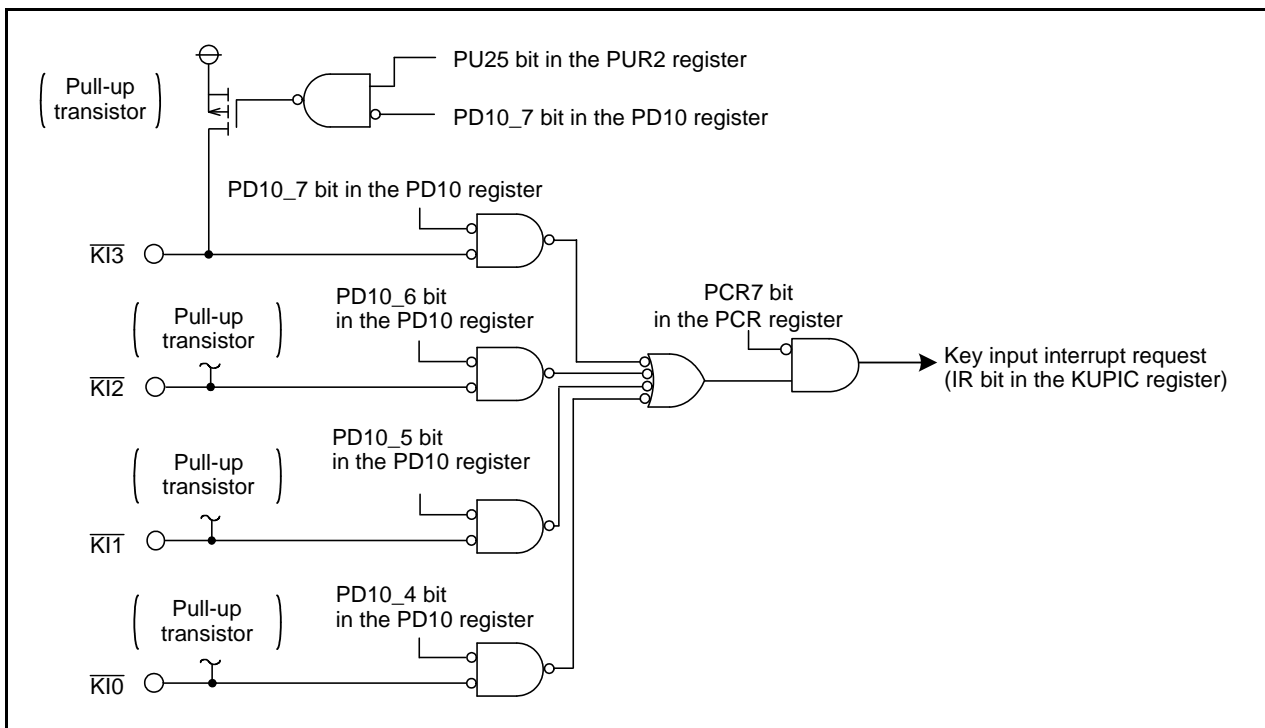 PU25 bit in the PUR2 register
Pull-up
transistor
PD10_7 bit in the PD10 register
PD10_7 bit in the PD10 register
KI3
PD10_6 bit
in the PD10 register
PCR7 bit
in the PCR register
Pull-up
transistor
Key input interrupt request
(IR bit in the KUPIC register)
KI2
PD10_5 bit
in the PD10 register
Pull-up
transistor
KI1
PD10_4 bit
in the PD10 register
Pull-up
transistor
KI0